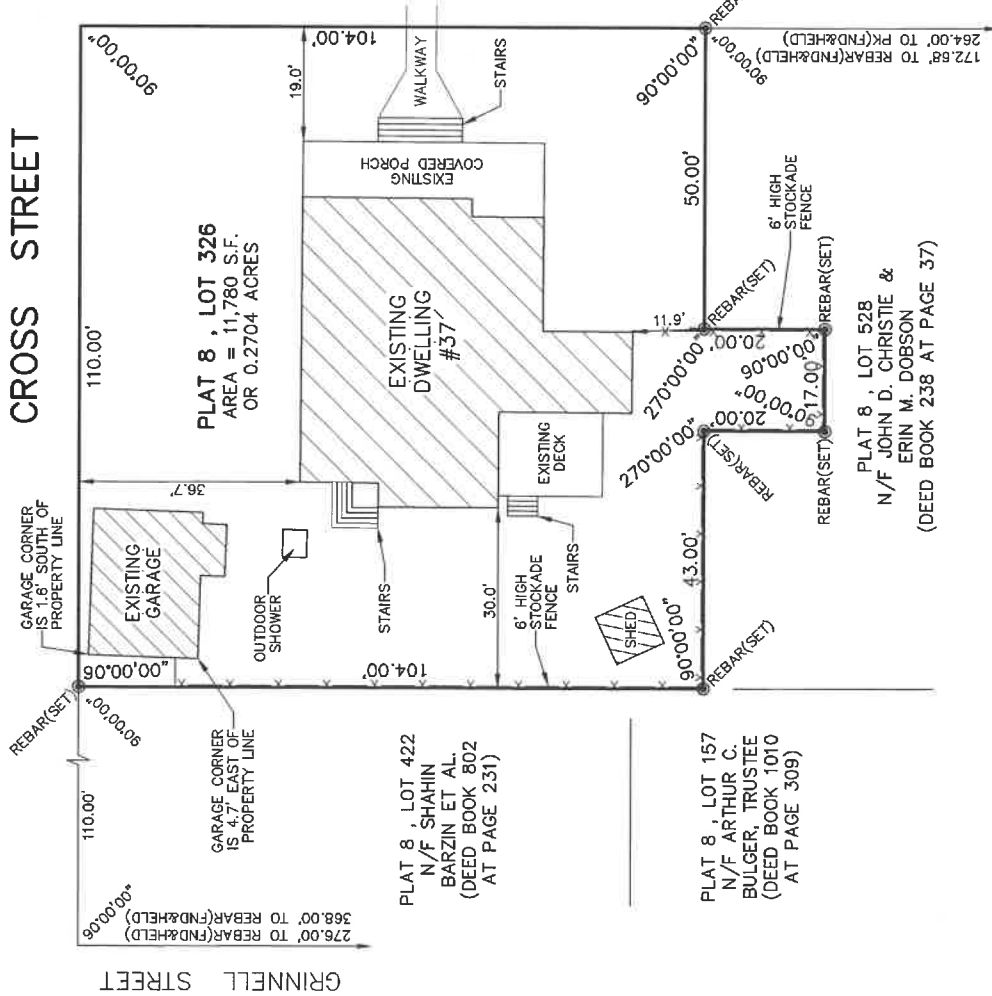 CROSS STREET
REBAR
GARAGE CORNER
IS 1.6' SOUTH OF
PROPERTY LINE
REBAR(SET)
110.00'
110.00'
90°00'00"
90°00'00"
90°00'00"
90°00'00"
104.00'
19.0'
WALKWAY
STAIRS
EXISTING
COVERED PORCH
PLAT 8 , LOT 326
AREA = 11,780 S.F.
OR 0.2704 ACRES
36.7'
EXISTING
GARAGE
OUTDOOR
SHOWER
STAIRS
EXISTING
DWELLING
#37
EXISTING
DECK
STAIRS
30.0'
6' HIGH
STOCKADE
FENCE
SHED
104.00'
GARAGE CORNER
IS 4.7' EAST OF
PROPERTY LINE
276.00' TO REBAR(FND&HELD)
368.00' TO REBAR(FND&HELD)
GRINNELL STREET
90°00'00"
90°00'00"
50.00'
172.58' TO REBAR(FND&HELD)
264.00' TO PK(FND&HELD)
6' HIGH
STOCKADE
FENCE
11.9'
REBAR(SET)
REBAR(SET)
270°00'00"
20.00'
90°00'00"
17.00'
90°00'00"
20.00'
270°00'00"
REBAR(SET)
REBAR
REBAR(SET)
43.00'
90°00'00"
REBAR(SET)
PLAT 8 , LOT 422
N/F SHAHIN
BARZIN ET AL.
(DEED BOOK 802
AT PAGE 231)
PLAT 8 , LOT 157
N/F ARTHUR C.
BULGER, TRUSTEE
(DEED BOOK 1010
AT PAGE 309)
PLAT 8 , LOT 528
N/F JOHN D. CHRISTIE &
ERIN M. DOBSON
(DEED BOOK 238 AT PAGE 37)